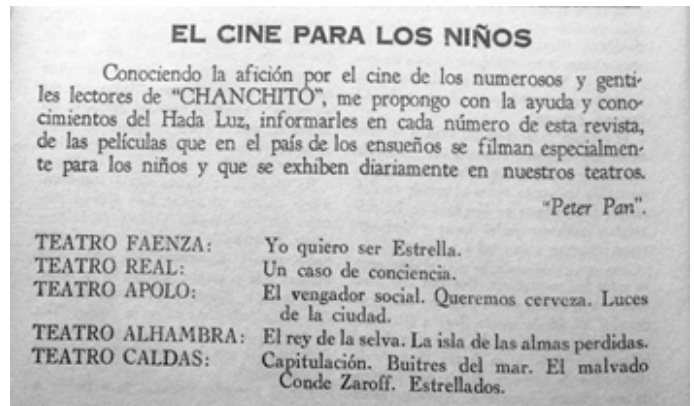 EL CINE PARA LOS NIÑOS
Conociendo la afición por el cine de los numerosos y genti-
les lectores de "CHANCHITO", me propongo con la ayuda y cono-
cimientos del Hada Luz, informarles en cada número de esta revista,
de las películas que en el país de los ensueños se filman especialmen-
te para los niños y que se exhiben diariamente en nuestros teatros.
"Peter Pan".
TEATRO FAENZA: Yo quiero ser Estrella.
TEATRO REAL: Un caso de conciencia.
TEATRO APOLO: El vengador social. Queremos cerveza. Luces
de la ciudad.
TEATRO ALHAMBRA: El rey de la selva. La isla de las almas perdidas.
TEATRO CALDAS: Capitulación. Buitres del mar. El malvado
Conde Zaroff. Estrellados.